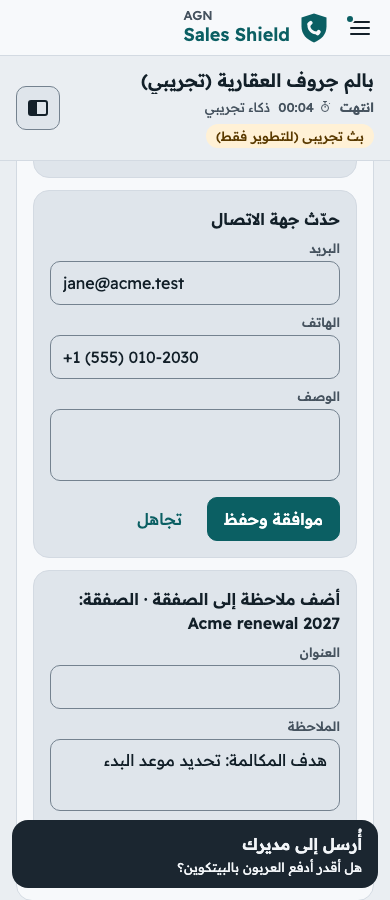 AGN
Sales Shield
بالم جروف العقارية (تجريبي)
انتهت 00:04 ذكاء تجريبي
بث تجريبي (للتطوير فقط)
حدّث جهة الاتصال
البريد
jane@acme.test
الهاتف
+1 (555) 010-2030
الوصف
موافقة وحفظ
تجاهل
أضف ملاحظة إلى الصفقة · الصفقة:
Acme renewal 2027
العنوان
الملاحظة
هدف المكالمة: تحديد موعد البدء
أُرسل إلى مديرك
هل أقدر أدفع العربون بالبيتكوين؟